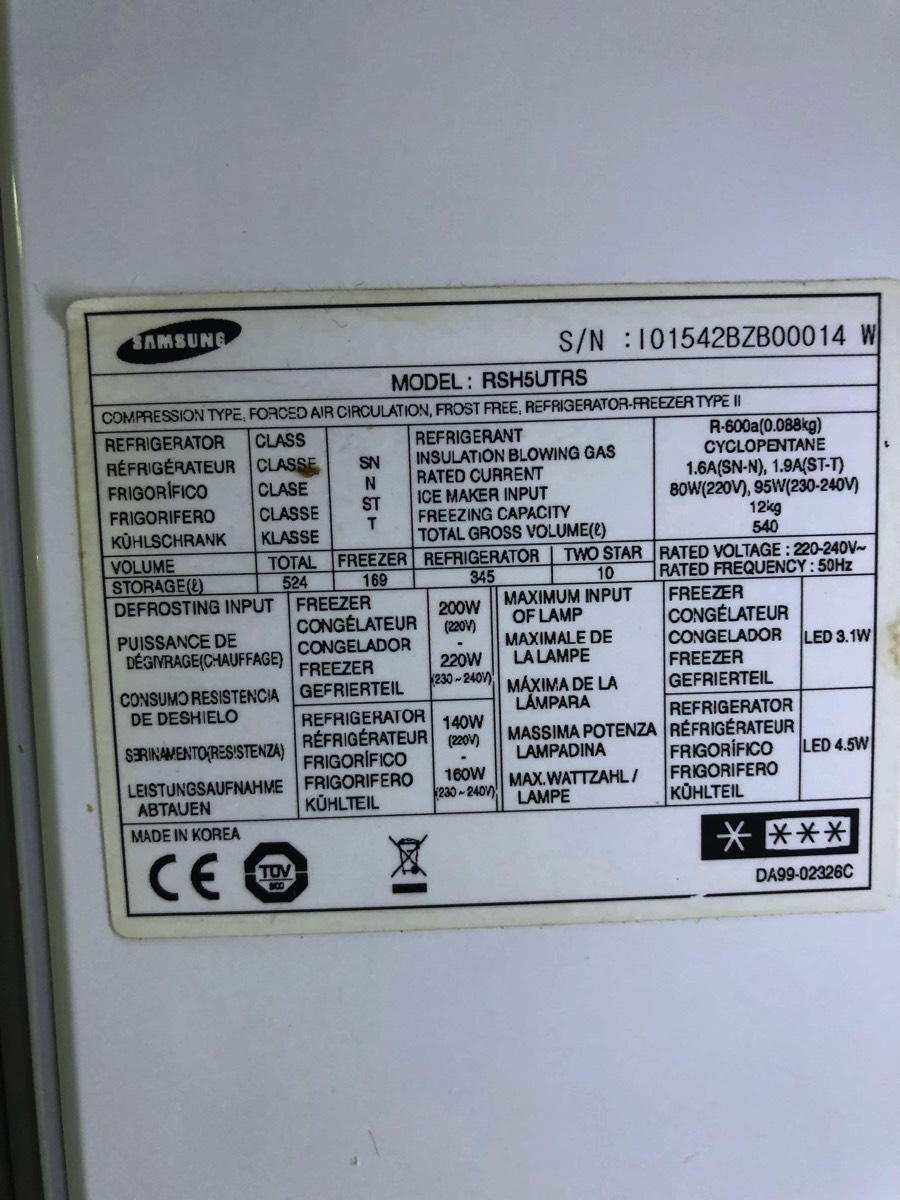 SAMSUNG
S/N :I01542BZB00014 W
MODEL : RSH5UTRS
COMPRESSION TYPE, FORCED AIR CIRCULATION, FROST FREE, REFRIGERATOR-FREEZER TYPE II
REFRIGERATOR CLASS
RÉFRIGÉRATEUR CLASSE
FRIGORÍFICO CLASE
FRIGORIFERO CLASSE
KÜHLSCHRANK KLASSE
SN
N
ST
T
REFRIGERANT R-600a(0.088kg)
INSULATION BLOWING GAS CYCLOPENTANE
RATED CURRENT 1.6A(SN-N), 1.9A(ST-T)
ICE MAKER INPUT 80W(220V), 95W(230-240V)
FREEZING CAPACITY 12kg
TOTAL GROSS VOLUME(ℓ) 540
VOLUME TOTAL FREEZER REFRIGERATOR TWO STAR
STORAGE(ℓ) 524 169 345 10
RATED VOLTAGE : 220-240V~
RATED FREQUENCY : 50Hz
DEFROSTING INPUT
PUISSANCE DE
DÉGIVRAGE(CHAUFFAGE)
CONSUMO RESISTENCIA
DE DESHIELO
SERINAMENTO(RESISTENZA)
LEISTUNGSAUFNAHME
ABTAUEN
FREEZER
CONGÉLATEUR
CONGELADOR
FREEZER
GEFRIERTEIL
200W
(220V)
-
220W
(230~240V)
REFRIGERATOR
RÉFRIGÉRATEUR
FRIGORÍFICO
FRIGORIFERO
KÜHLTEIL
140W
(220V)
-
160W
(230~240V)
MAXIMUM INPUT
OF LAMP
MAXIMALE DE
LA LAMPE
MÁXIMA DE LA
LÁMPARA
MASSIMA POTENZA
LAMPADINA
MAX.WATTZAHL /
LAMPE
FREEZER
CONGÉLATEUR
CONGELADOR
FREEZER
GEFRIERTEIL
LED 3.1W
REFRIGERATOR
RÉFRIGÉRATEUR
FRIGORÍFICO
FRIGORIFERO
KÜHLTEIL
LED 4.5W
MADE IN KOREA
CE
TÜV
DA99-02326C